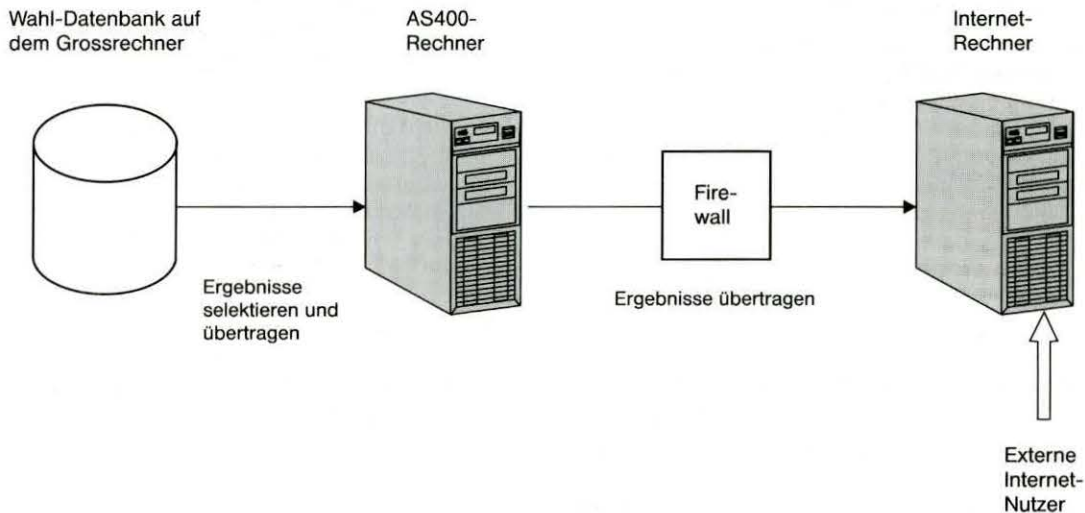 Wahl-Datenbank auf
dem Grossrechner
AS400-
Rechner
Internet-
Rechner
Fire-
wall
Ergebnisse
selektieren und
übertragen
Ergebnisse übertragen
Externe
Internet-
Nutzer